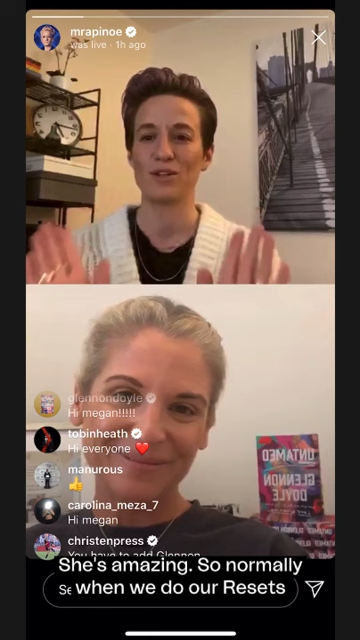 mrapinoe
was live · 1h ago
glennondoyle
Hi megan!!!!!
tobinheath
Hi everyone ❤️
manurous
👍
carolina_meza_7
Hi megan
christenpress
You have to add Glennon
UNTAMED
GLENNON
DOYLE
She's amazing. So normally
Se
when we do our Resets